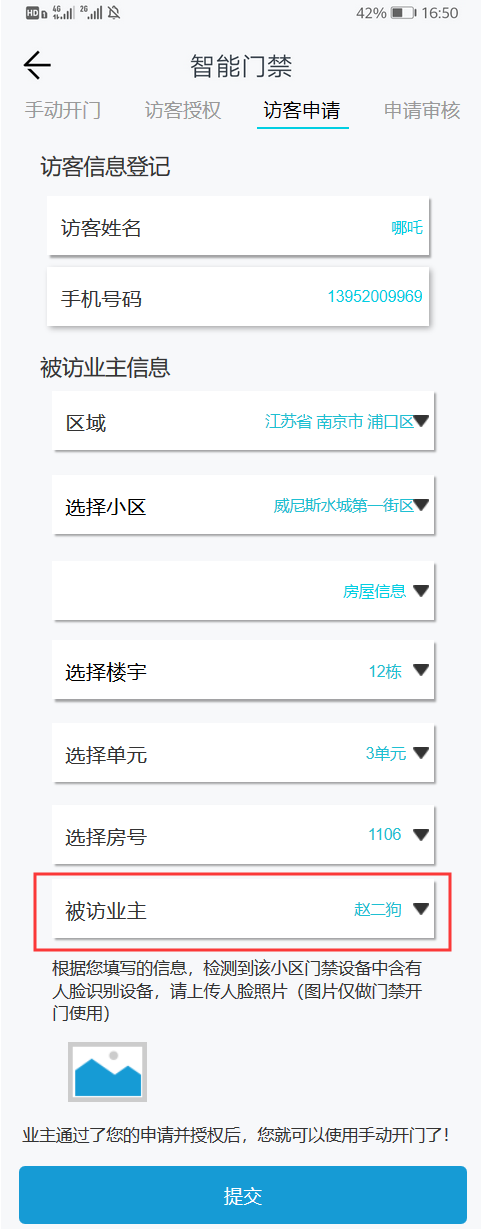 HD 4G 2G 42% 16:50
智能门禁
手动开门 访客授权 访客申请 申请审核
访客信息登记
访客姓名 哪吒
手机号码 13952009969
被访业主信息
区域 江苏省 南京市 浦口区
选择小区 威尼斯水城第一街区
房屋信息
选择楼宇 12栋
选择单元 3单元
选择房号 1106
被访业主 赵二狗
根据您填写的信息，检测到该小区门禁设备中含有
人脸识别设备，请上传人脸照片（图片仅做门禁开
门使用）
业主通过了您的申请并授权后，您就可以使用手动开门了！
提交